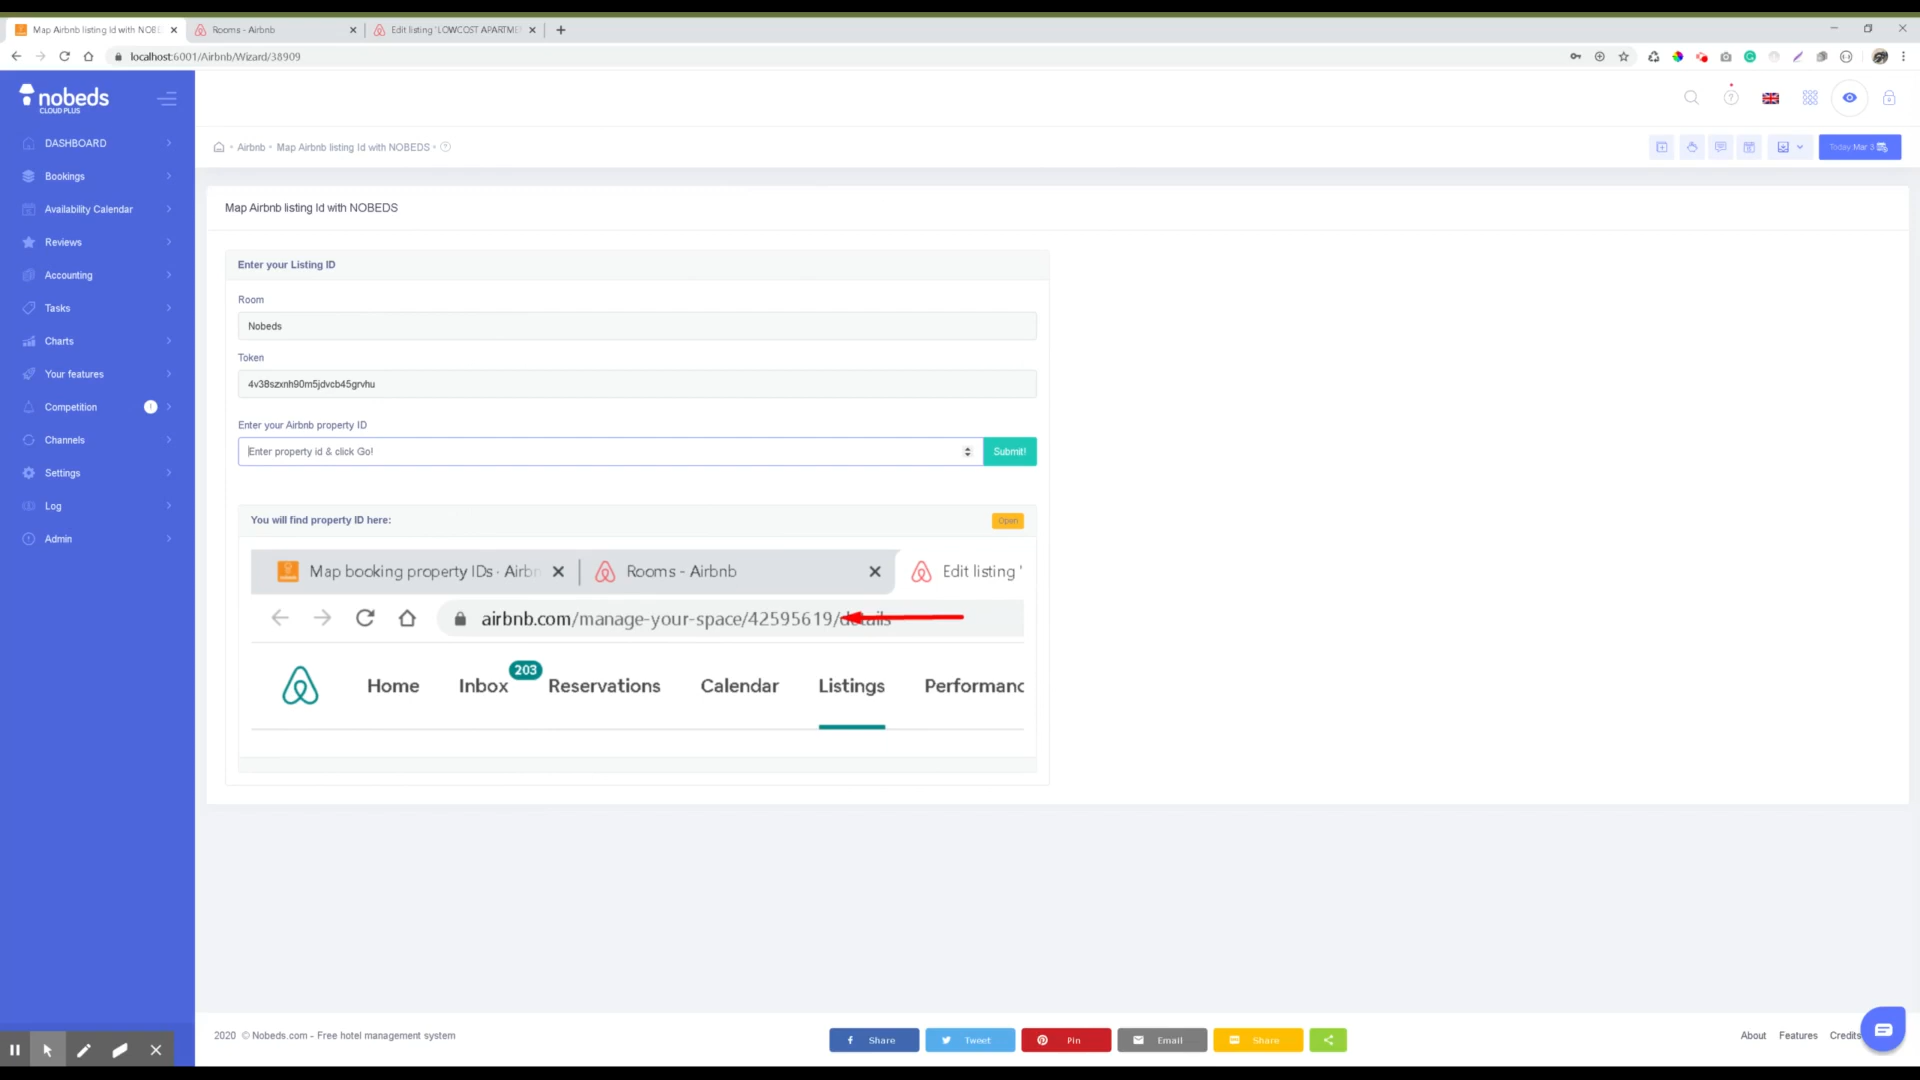 Map Airbnb listing Id with NOBE
Rooms - Airbnb
Edit listing 'LOWCOST APARTME
localhost:6001/Airbnb/Wizard/38909
nobeds
CLOUD PLUS
DASHBOARD
Bookings
Availability Calendar
Reviews
Accounting
Tasks
Charts
Your features
Competition
Channels
Settings
Log
Admin
Airbnb • Map Airbnb listing Id with NOBEDS •
Today Mar 3
Map Airbnb listing Id with NOBEDS
Enter your Listing ID
Room
Nobeds
Token
4v38szxnh90m5jdvcb45grvhu
Enter your Airbnb property ID
Enter property id & click Go!
Submit!
You will find property ID here:
Open
Map booking property IDs · Airbn
Rooms - Airbnb
Edit listing '
airbnb.com/manage-your-space/42595619/details
Home
Inbox
203
Reservations
Calendar
Listings
Performanc
2020 © Nobeds.com - Free hotel management system
Share
Tweet
Pin
Email
Share
About
Features
Credits